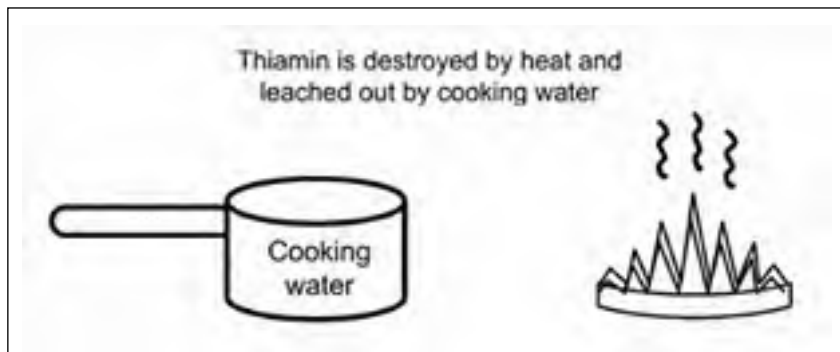 Thiamin is destroyed by heat and
leached out by cooking water
Cooking
water